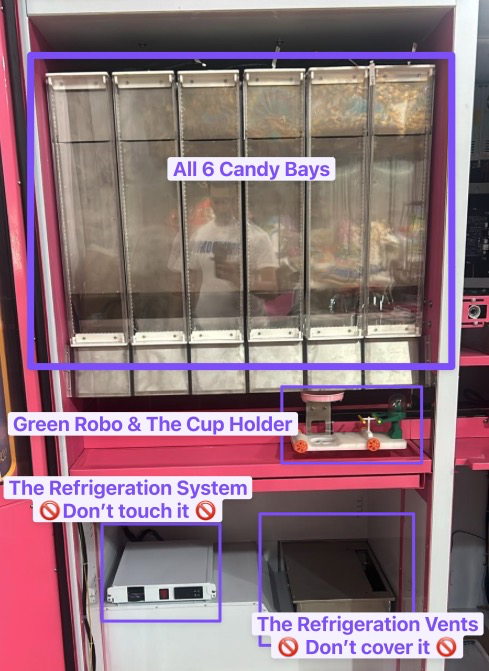 All 6 Candy Bays
Green Robo & The Cup Holder
The Refrigeration System
🚫Don’t touch it 🚫
The Refrigeration Vents
🚫 Don’t cover it 🚫